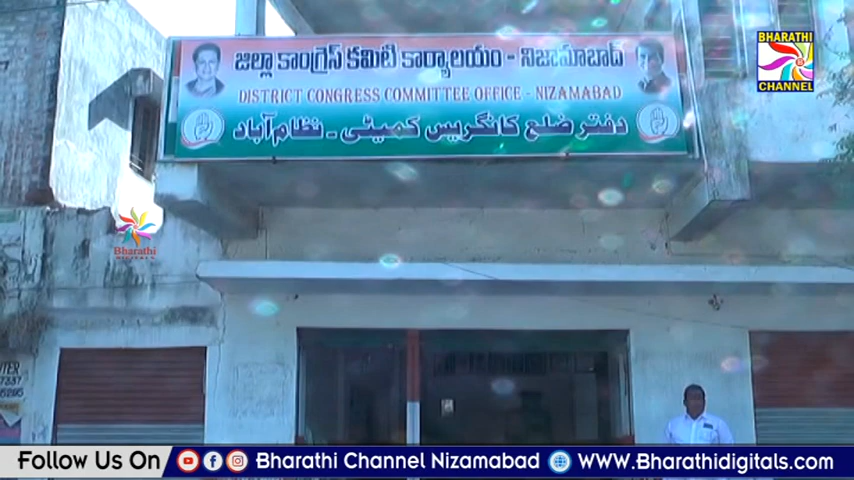 జిల్లా కాంగ్రెస్ కమిటి కార్యాలయం - నిజామాబాద్
DISTRICT CONGRESS COMMITTEE OFFICE - NIZAMABAD
دفتر ضلع کانگریس کمیٹی ۔ نظام آباد
BHARATHI
CHANNEL
Bharathi
DIGITALS
Follow Us On
Bharathi Channel Nizamabad
www.Bharathidigitals.com